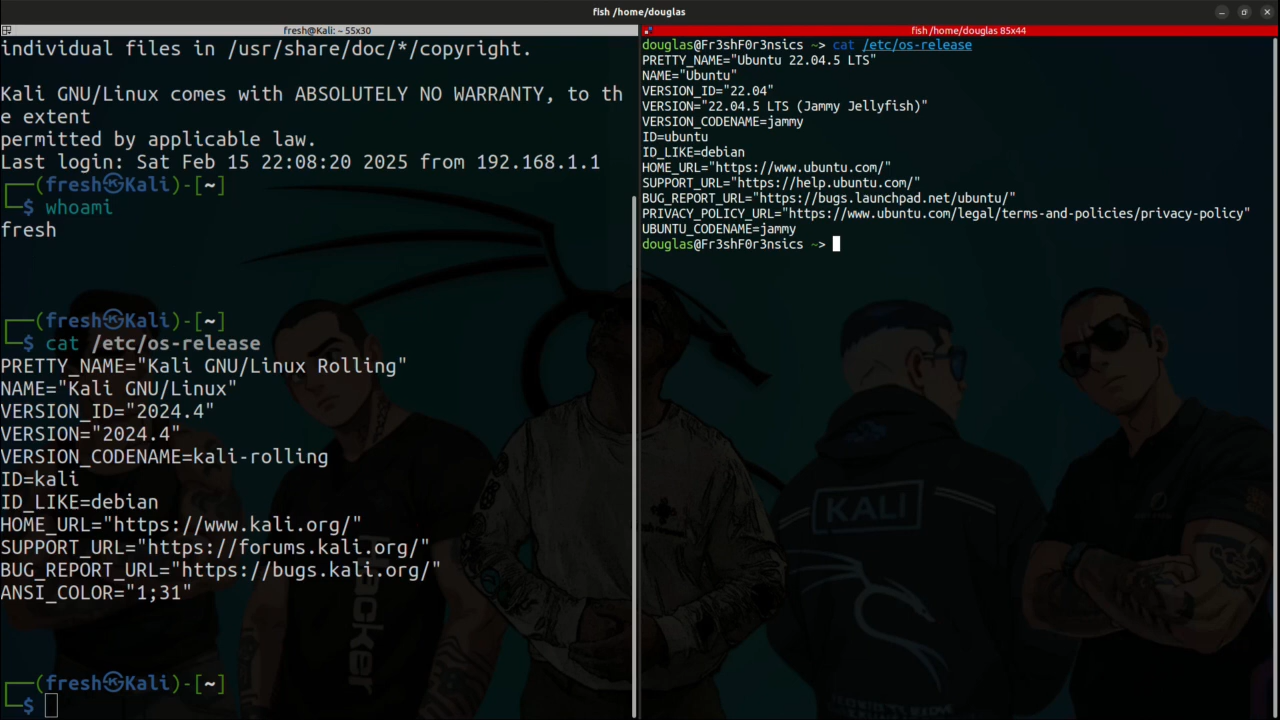 fish /home/douglas
fresh@Kali: ~ 55x30
individual files in /usr/share/doc/*/copyright.
Kali GNU/Linux comes with ABSOLUTELY NO WARRANTY, to th
e extent
permitted by applicable law.
Last login: Sat Feb 15 22:08:20 2025 from 192.168.1.1
┌──(fresh㉿Kali)-[~]
└─$ whoami
fresh
┌──(fresh㉿Kali)-[~]
└─$ cat /etc/os-release
PRETTY_NAME="Kali GNU/Linux Rolling"
NAME="Kali GNU/Linux"
VERSION_ID="2024.4"
VERSION="2024.4"
VERSION_CODENAME=kali-rolling
ID=kali
ID_LIKE=debian
HOME_URL="https://www.kali.org/"
SUPPORT_URL="https://forums.kali.org/"
BUG_REPORT_URL="https://bugs.kali.org/"
ANSI_COLOR="1;31"
┌──(fresh㉿Kali)-[~]
└─$
fish /home/douglas 85x44
douglas@Fr3shF0r3nsics ~> cat /etc/os-release
PRETTY_NAME="Ubuntu 22.04.5 LTS"
NAME="Ubuntu"
VERSION_ID="22.04"
VERSION="22.04.5 LTS (Jammy Jellyfish)"
VERSION_CODENAME=jammy
ID=ubuntu
ID_LIKE=debian
HOME_URL="https://www.ubuntu.com/"
SUPPORT_URL="https://help.ubuntu.com/"
BUG_REPORT_URL="https://bugs.launchpad.net/ubuntu/"
PRIVACY_POLICY_URL="https://www.ubuntu.com/legal/terms-and-policies/privacy-policy"
UBUNTU_CODENAME=jammy
douglas@Fr3shF0r3nsics ~>
KALI